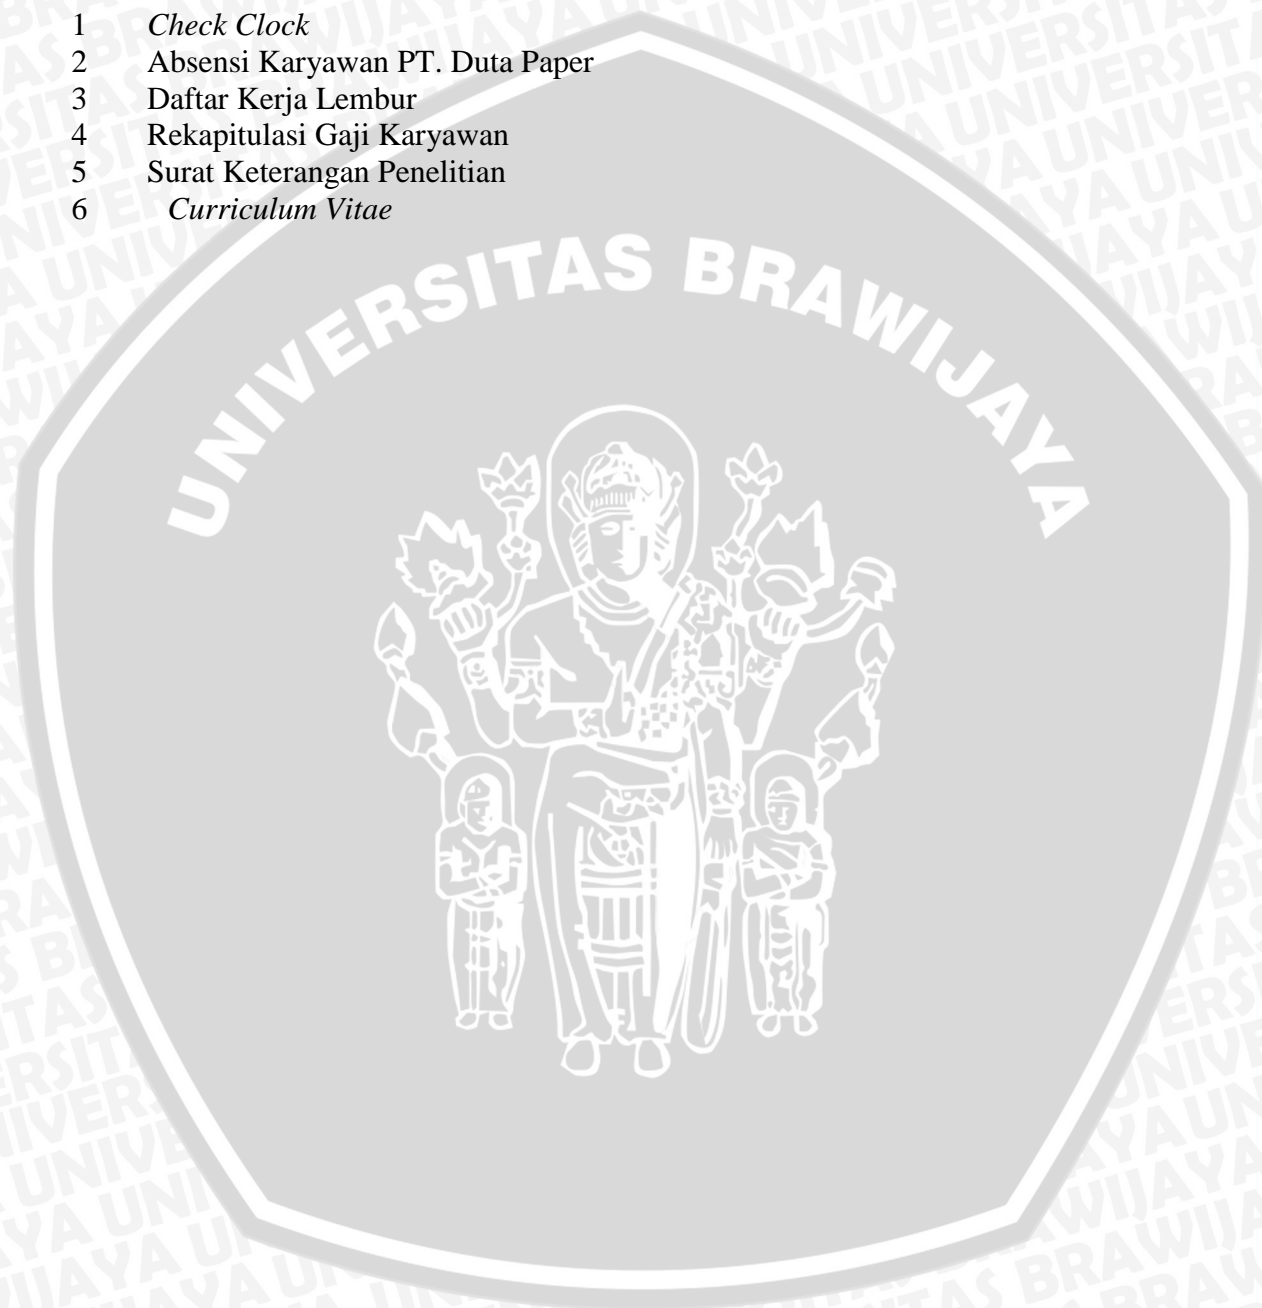 1 Check Clock
2 Absensi Karyawan PT. Duta Paper
3 Daftar Kerja Lembur
4 Rekapitulasi Gaji Karyawan
5 Surat Keterangan Penelitian
6 Curriculum Vitae
UNIVERSITAS BRAWIJAYA